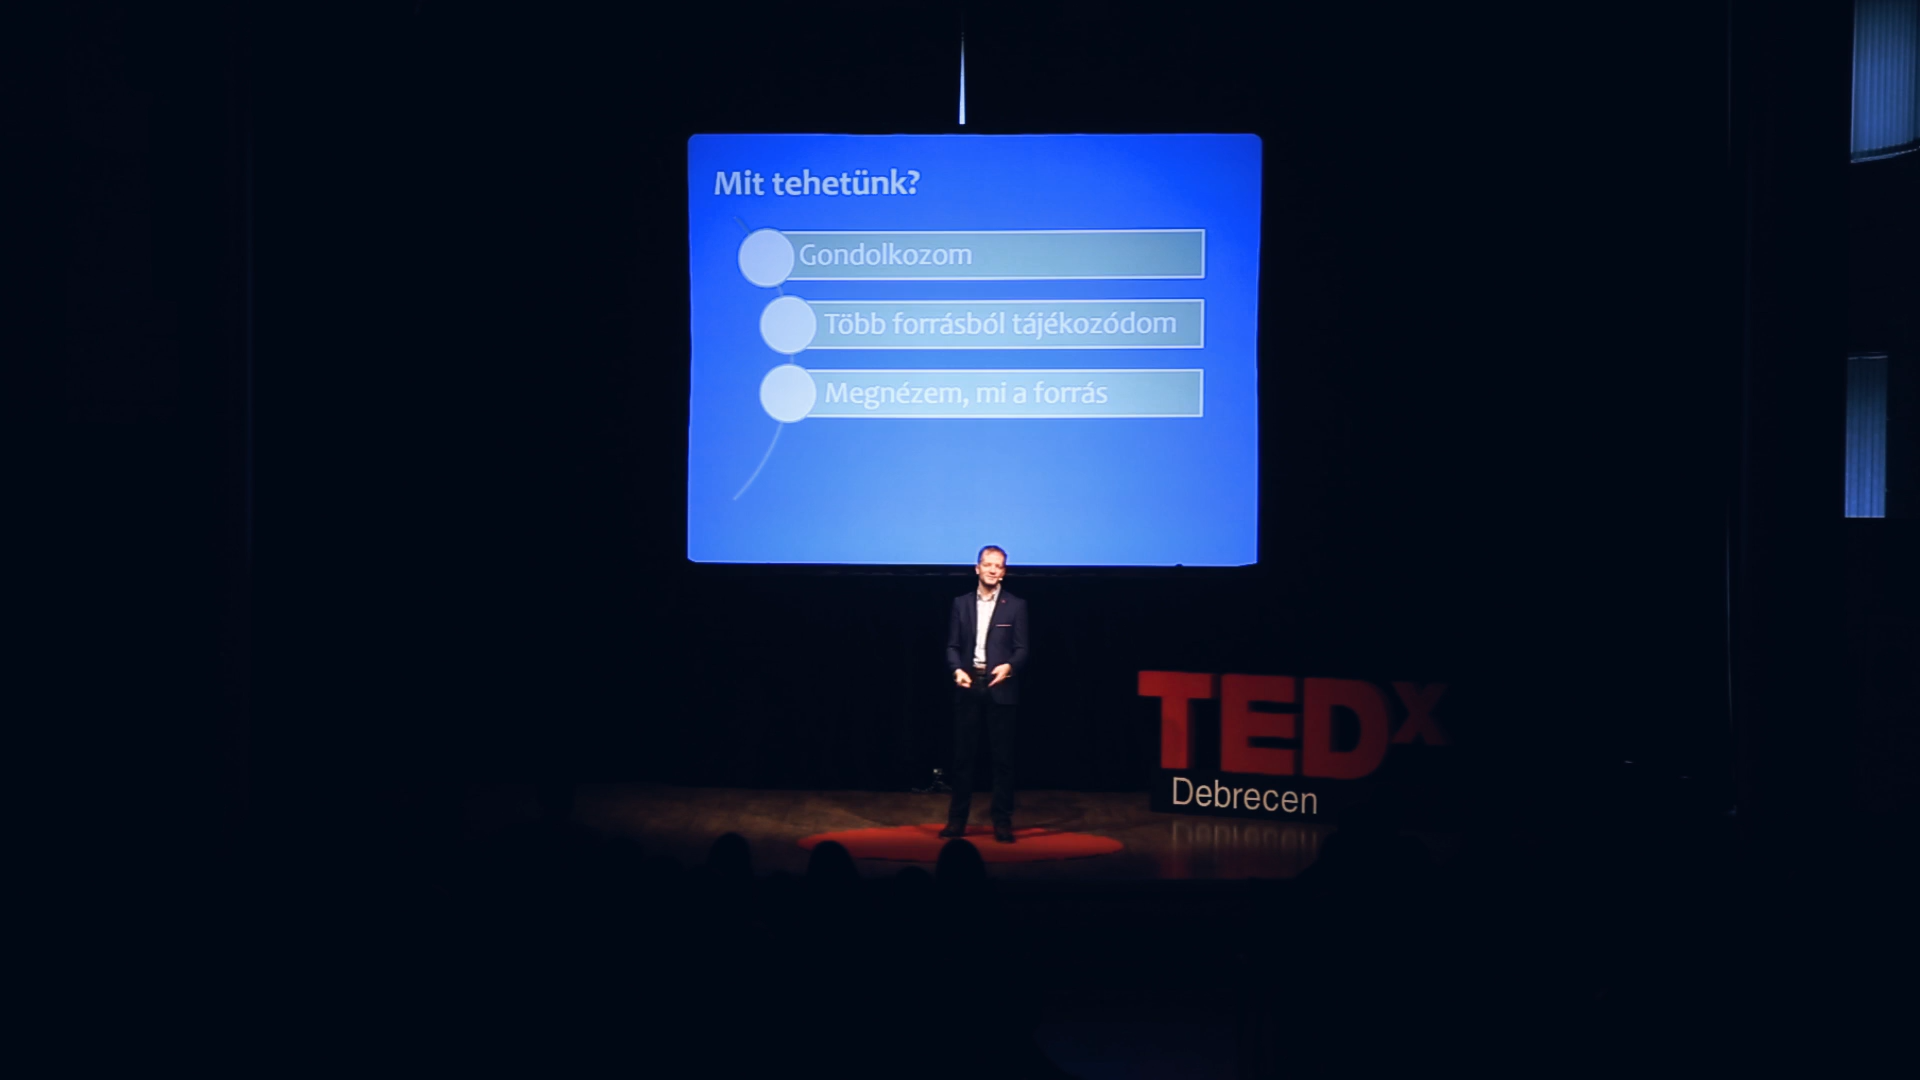 Mit tehetünk?
Gondolkozom
Több forrásból tájékozódom
Megnézem, mi a forrás
TEDx
Debrecen